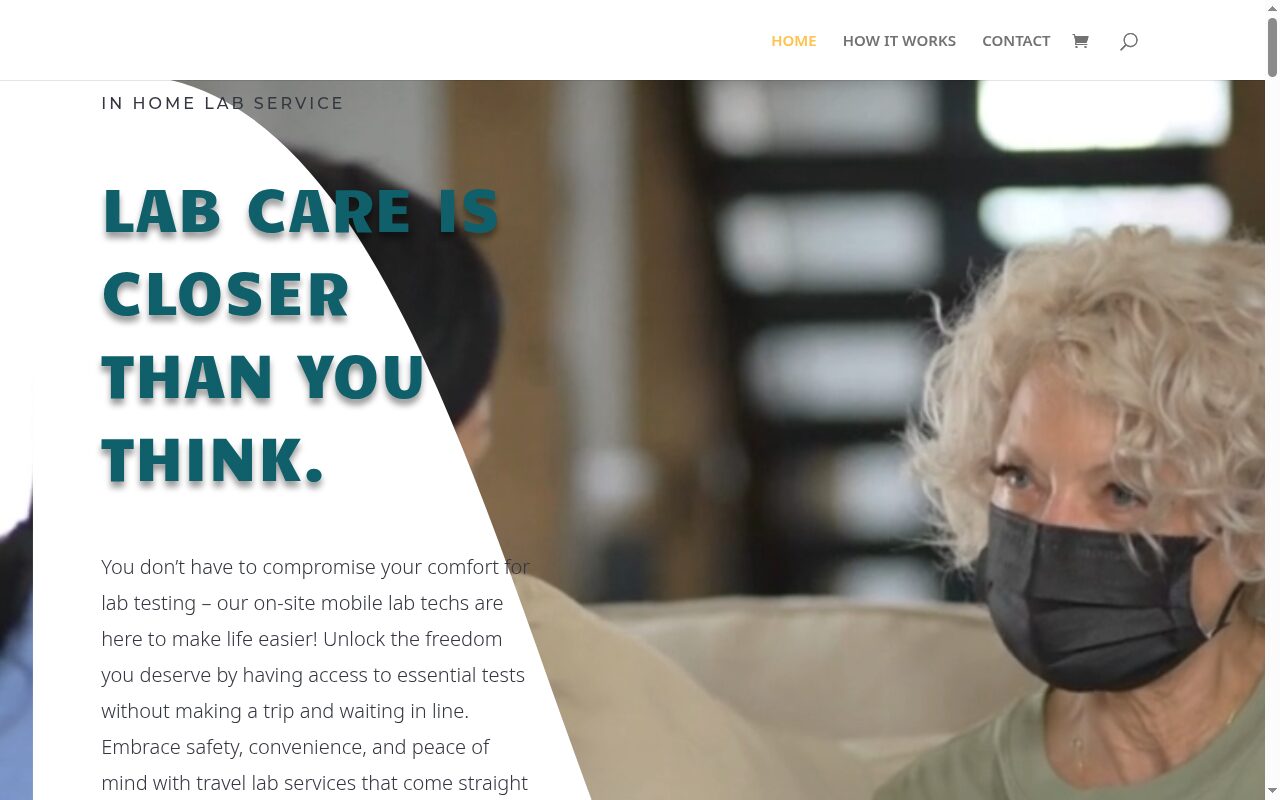 HOME HOW IT WORKS CONTACT
IN HOME LAB SERVICE
LAB CARE IS
CLOSER
THAN YOU
THINK.
You don’t have to compromise your comfort for
lab testing – our on-site mobile lab techs are
here to make life easier! Unlock the freedom
you deserve by having access to essential tests
without making a trip and waiting in line.
Embrace safety, convenience, and peace of
mind with travel lab services that come straight